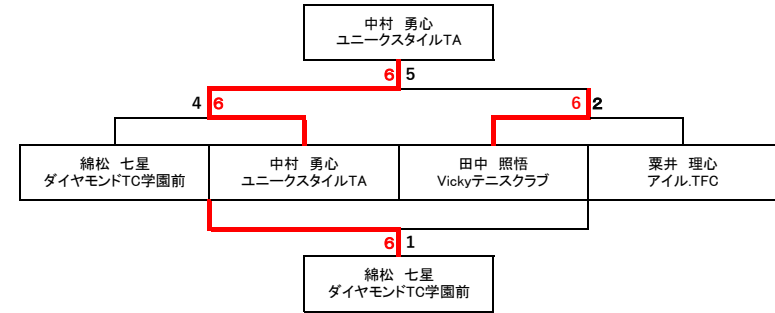 中村 勇心
ユニークスタイルTA
6 5
4 6 6 2
綿松 七星 中村 勇心 田中 照悟 粟井 理心
ダイヤモンドTC学園前 ユニークスタイルTA Vickyテニスクラブ アイル.TFC
6 1
綿松 七星
ダイヤモンドTC学園前